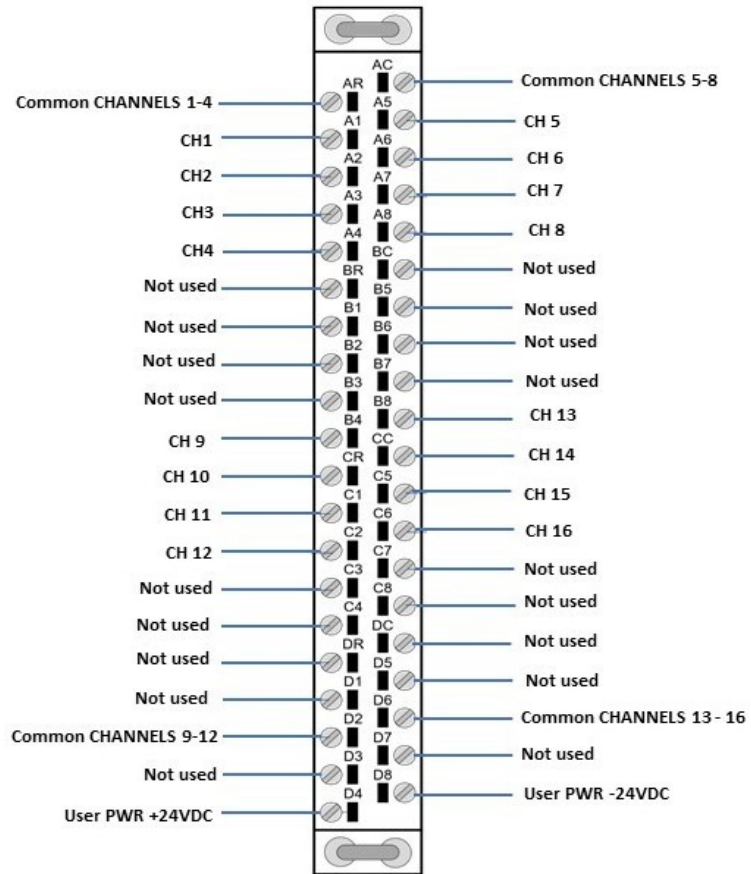 AC
Common CHANNELS 5-8
AR
Common CHANNELS 1-4
A5
CH 5
A1
CH1
A6
CH 6
A2
CH2
A7
CH 7
A3
CH3
A8
CH 8
A4
CH4
BC
Not used
BR
Not used
B5
Not used
B1
Not used
B6
Not used
B2
Not used
B7
Not used
B3
Not used
B8
CH 13
B4
CH 9
CC
CH 14
CR
CH 10
C5
CH 15
C1
CH 11
C6
CH 16
C2
CH 12
C7
Not used
C3
Not used
C8
Not used
C4
Not used
DC
Not used
DR
Not used
D5
Not used
D1
Not used
D6
Common CHANNELS 13 - 16
D2
Common CHANNELS 9-12
D7
Not used
D3
Not used
D8
User PWR -24VDC
D4
User PWR +24VDC